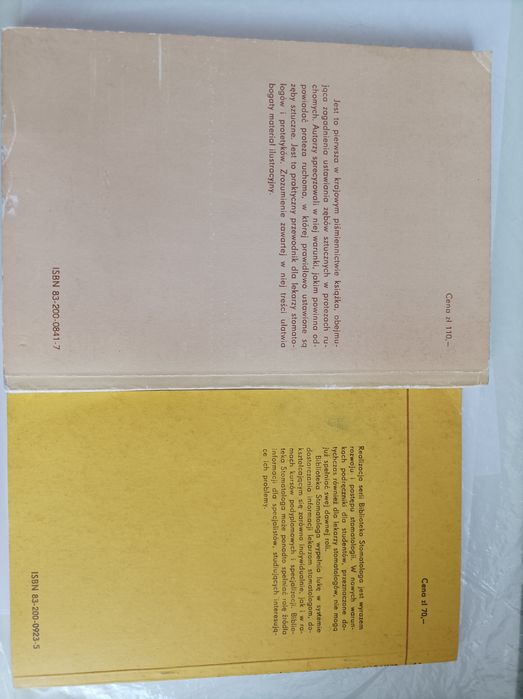 Jest to pierwsza w krajowym piśmiennictwie książka, obejmu-
jąca zagadnienia ustawiania zębów sztucznych w protezach ru-
chomych. Autorzy sprecyzowali w niej warunki, jakim powinna od-
powiadać proteza ruchoma, w której prawidłowo ustawione są
zęby sztuczne. Jest to praktyczny przewodnik dla lekarzy stomato-
logów i protetyków. Zrozumienie zawartej w niej treści ułatwia
bogaty materiał ilustracyjny.
Cena zł 110,—
ISBN 83-200-0841-7
Realizacja serii Biblioteka Stomatologa jest wyrazem
rozwoju i postępu stomatologii. W nowych warun-
kach podręczniki dla studentów, przeznaczone do-
tychczas również dla lekarzy stomatologów, nie mogą
już spełniać swej dawnej roli.
Biblioteka Stomatologa wypełnia lukę w systemie
dostarczania informacji lekarzom stomatologom, do-
kształcającym się zarówno indywidualnie, jak i w ra-
mach kursów podyplomowych i specjalizacji. Biblio-
teka Stomatologa może ponadto spełniać rolę źródła
informacji dla specjalistów, studiujących interesują-
ce ich problemy.
Cena zł 70,—
ISBN 83-200-0923-5